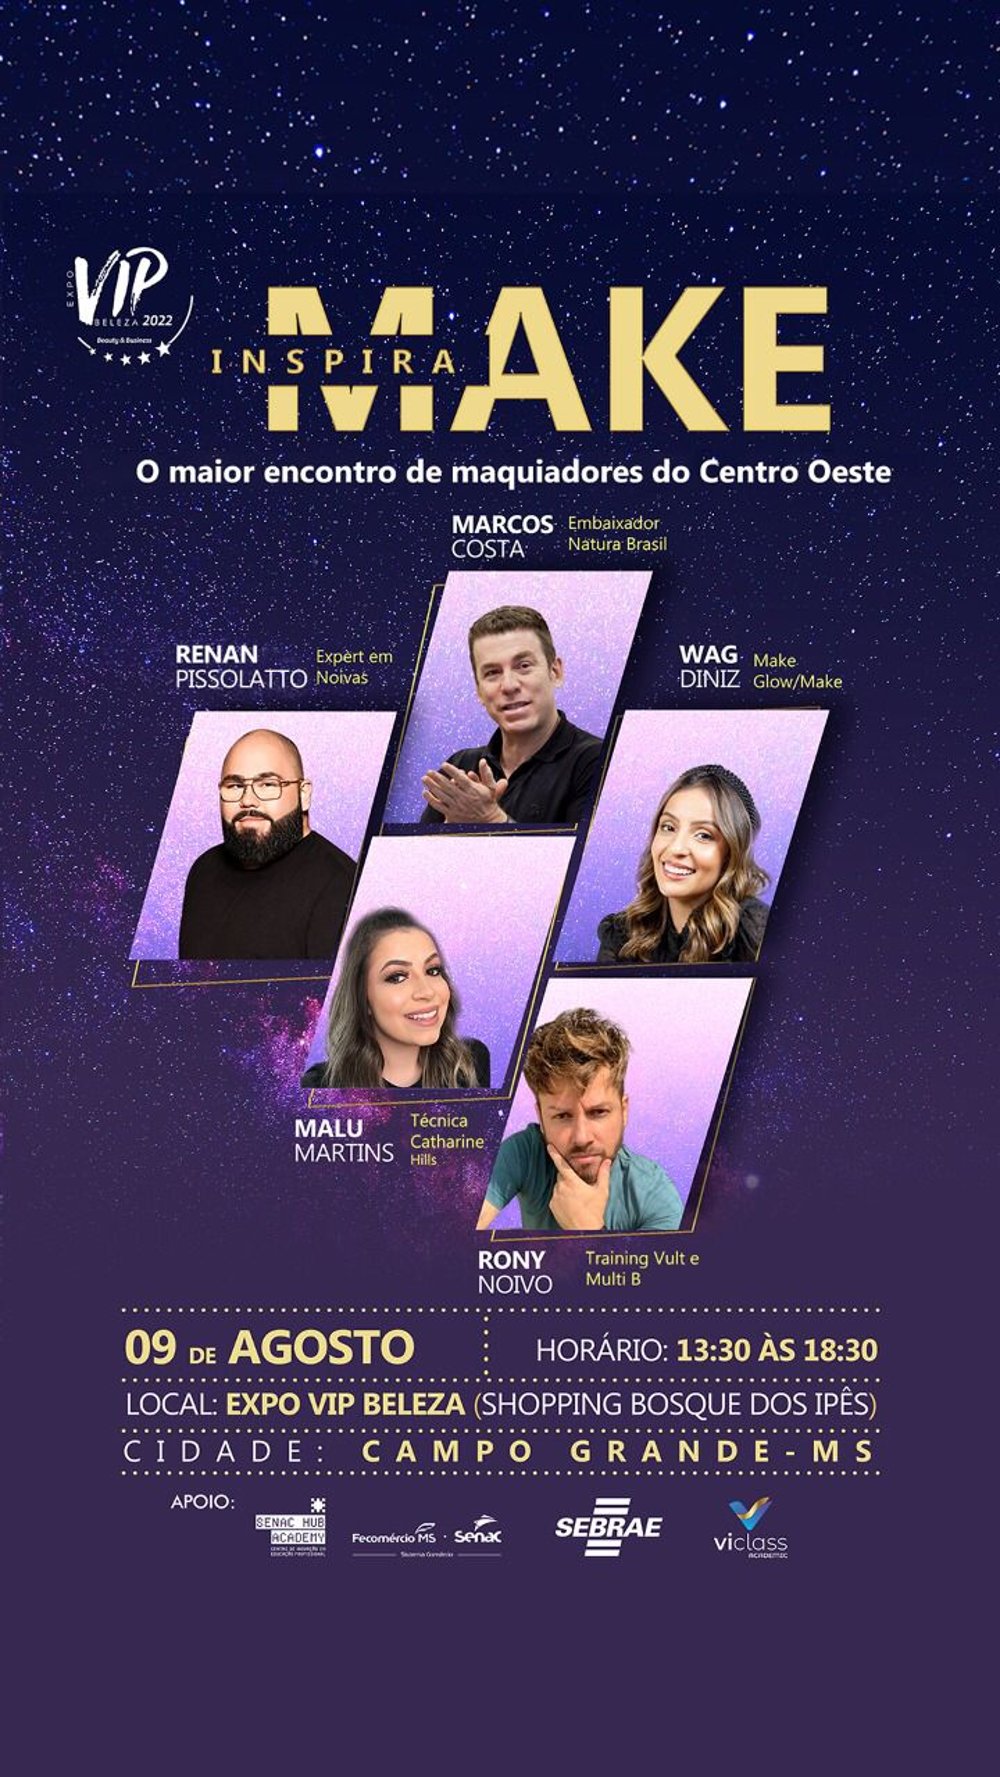 EXPO
VIP
BELEZA 2022
Beauty & Business
INSPIRA
MAKE
O maior encontro de maquiadores do Centro Oeste
MARCOS
COSTA
Embaixador
Natura Brasil
RENAN
PISSOLATTO
Expert em
Noivas
WAG
DINIZ
Make
Glow/Make
MALU
MARTINS
Técnica
Catharine
Hills
RONY
NOIVO
Training Vult e
Multi B
09 DE AGOSTO
HORÁRIO: 13:30 ÀS 18:30
LOCAL: EXPO VIP BELEZA (SHOPPING BOSQUE DOS IPÊS)
CIDADE: CAMPO GRANDE-MS
APOIO:
SENAC HUB
ACADEMY
Fecomércio MS · Senac
Sistema Comércio
SEBRAE
viclass
ACADEMIC